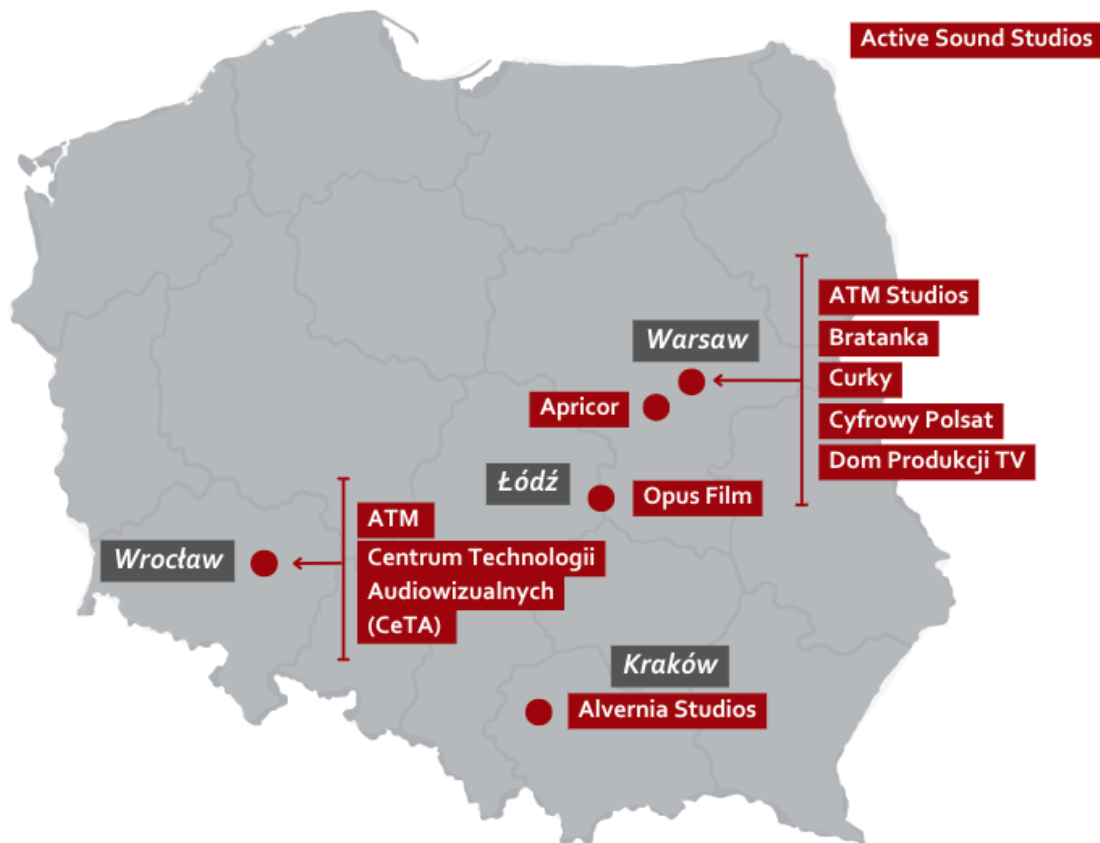 Active Sound Studios
ATM Studios
Warsaw
Bratanka
Curky
Apricor
Cyfrowy Polsat
Dom Produkcji TV
Łódź
Opus Film
ATM
Wrocław
Centrum Technologii
Audiowizualnych
(CeTA)
Kraków
Alvernia Studios